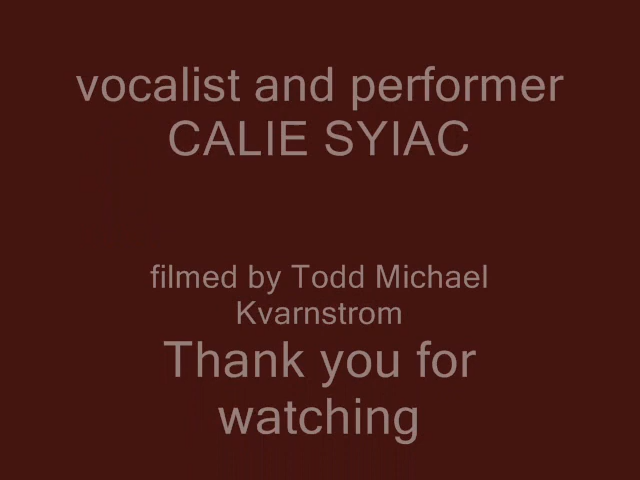 vocalist and performer
CALIE SYIAC
filmed by Todd Michael
Kvarnstrom
Thank you for
watching